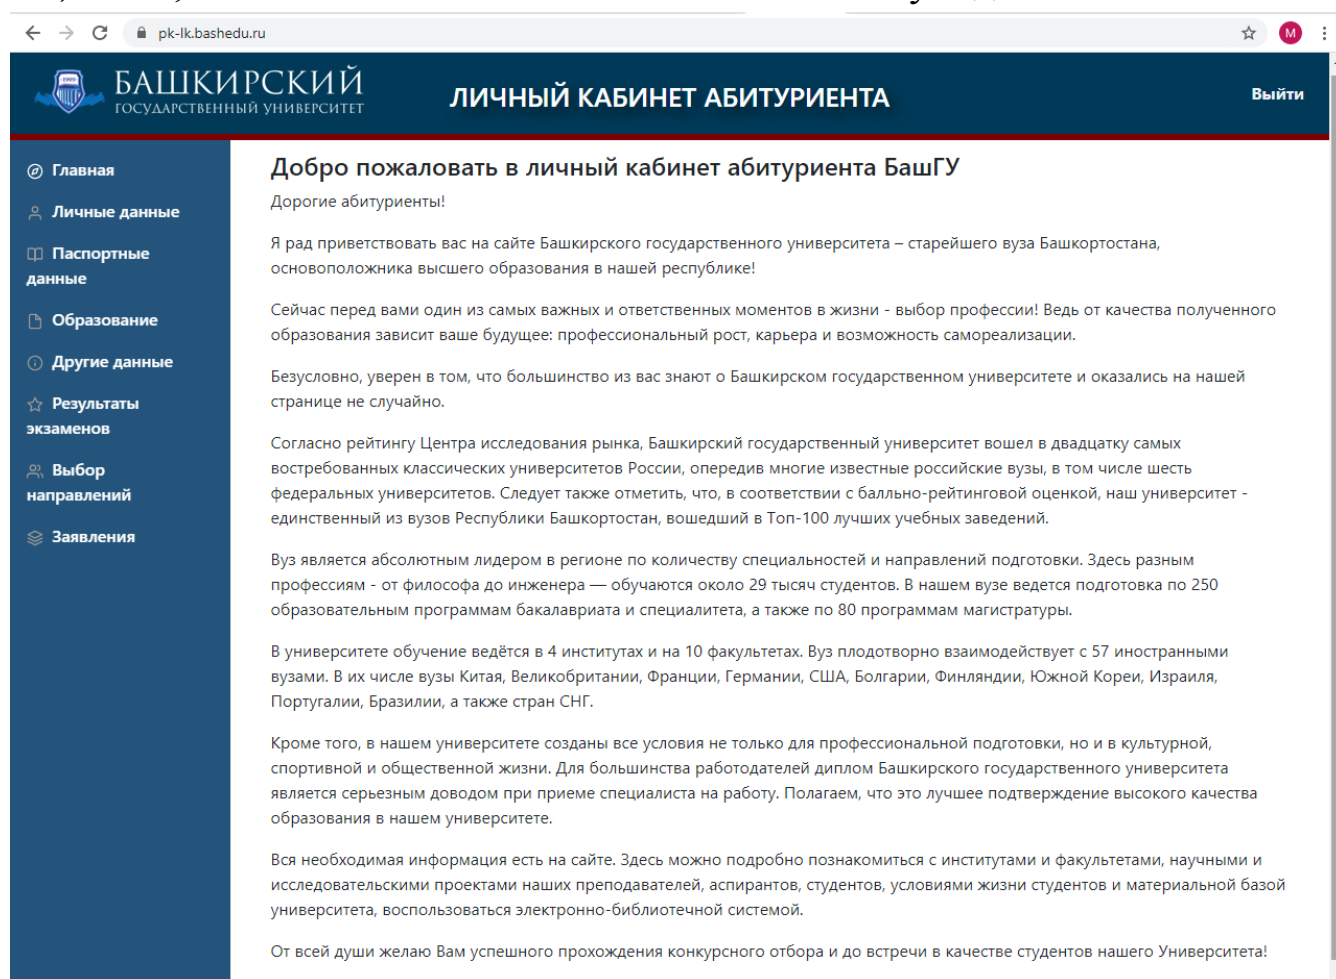 pk-lk.bashedu.ru
M
БАШКИРСКИЙ
ГОСУДАРСТВЕННЫЙ УНИВЕРСИТЕТ
ЛИЧНЫЙ КАБИНЕТ АБИТУРИЕНТА
Выйти
Главная
Личные данные
Паспортные
данные
Образование
Другие данные
Результаты
экзаменов
Выбор
направлений
Заявления
Добро пожаловать в личный кабинет абитуриента БашГУ
Дорогие абитуриенты!
Я рад приветствовать вас на сайте Башкирского государственного университета – старейшего вуза Башкортостана,
основоположника высшего образования в нашей республике!
Сейчас перед вами один из самых важных и ответственных моментов в жизни - выбор профессии! Ведь от качества полученного
образования зависит ваше будущее: профессиональный рост, карьера и возможность самореализации.
Безусловно, уверен в том, что большинство из вас знают о Башкирском государственном университете и оказались на нашей
странице не случайно.
Согласно рейтингу Центра исследования рынка, Башкирский государственный университет вошел в двадцатку самых
востребованных классических университетов России, опередив многие известные российские вузы, в том числе шесть
федеральных университетов. Следует также отметить, что, в соответствии с балльно-рейтинговой оценкой, наш университет -
единственный из вузов Республики Башкортостан, вошедший в Топ-100 лучших учебных заведений.
Вуз является абсолютным лидером в регионе по количеству специальностей и направлений подготовки. Здесь разным
профессиям - от философа до инженера — обучаются около 29 тысяч студентов. В нашем вузе ведется подготовка по 250
образовательным программам бакалавриата и специалитета, а также по 80 программам магистратуры.
В университете обучение ведётся в 4 институтах и на 10 факультетах. Вуз плодотворно взаимодействует с 57 иностранными
вузами. В их числе вузы Китая, Великобритании, Франции, Германии, США, Болгарии, Финляндии, Южной Кореи, Израиля,
Португалии, Бразилии, а также стран СНГ.
Кроме того, в нашем университете созданы все условия не только для профессиональной подготовки, но и в культурной,
спортивной и общественной жизни. Для большинства работодателей диплом Башкирского государственного университета
является серьезным доводом при приеме специалиста на работу. Полагаем, что это лучшее подтверждение высокого качества
образования в нашем университете.
Вся необходимая информация есть на сайте. Здесь можно подробно познакомиться с институтами и факультетами, научными и
исследовательскими проектами наших преподавателей, аспирантов, студентов, условиями жизни студентов и материальной базой
университета, воспользоваться электронно-библиотечной системой.
От всей души желаю Вам успешного прохождения конкурсного отбора и до встречи в качестве студентов нашего Университета!